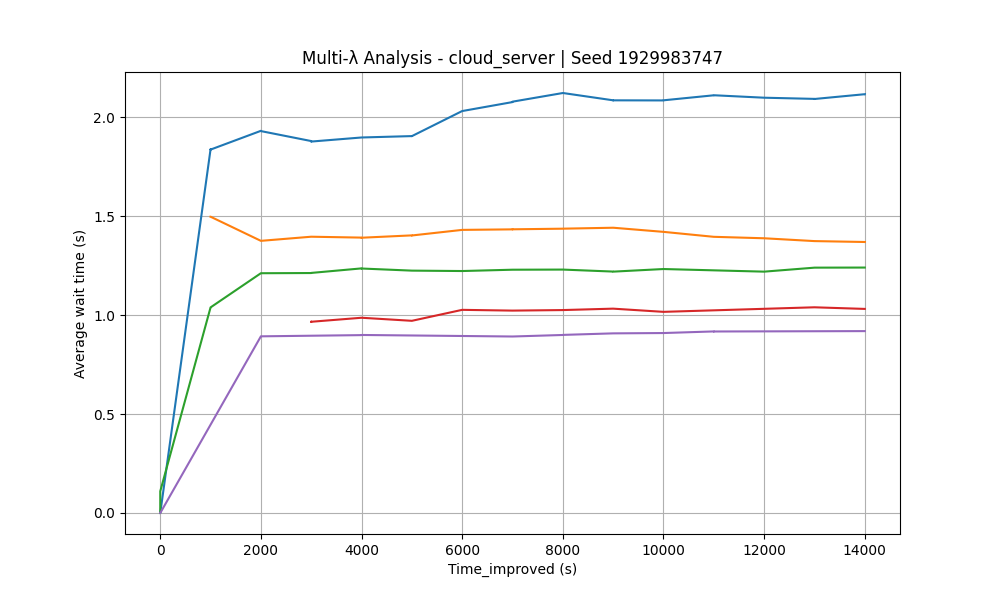 Multi-λ Analysis - cloud_server | Seed 1929983747
Average wait time (s)
2.0
1.5
1.0
0.5
0.0
0 2000 4000 6000 8000 10000 12000 14000
Time_improved (s)